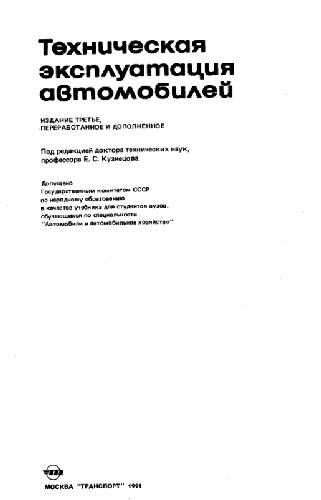 Техническая
эксплуатация
автомобилей
ИЗДАНИЕ ТРЕТЬЕ,
ПЕРЕРАБОТАННОЕ И ДОПОЛНЕННОЕ
Под редакцией доктора технических наук,
профессора Е. С. Кузнецова
Допущено
Государственным комитетом СССР
по народному образованию
в качестве учебника для студентов вузов,
обучающихся по специальности
"Автомобили и автомобильное хозяйство"
МОСКВА "ТРАНСПОРТ" 1991